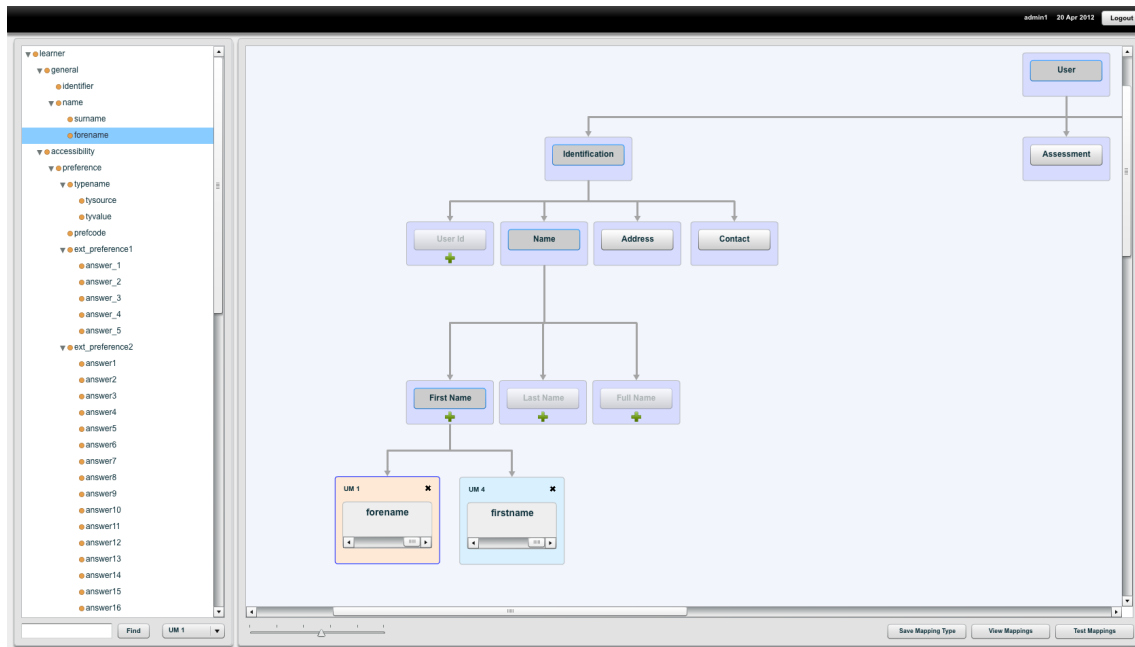 admin1 20 Apr 2012 Logout
learner
general
identifier
name
surname
forename
accessibility
preference
typename
tysource
tyvalue
prefcode
ext_preference1
answer_1
answer_2
answer_3
answer_4
answer_5
ext_preference2
answer1
answer2
answer3
answer4
answer5
answer6
answer7
answer8
answer9
answer10
answer11
answer12
answer13
answer14
answer15
answer16
Find UM 1
User
Identification Assessment
User Id Name Address Contact
First Name Last Name Full Name
UM 1 UM 4
forename firstname
Save Mapping Type View Mappings Test Mappings